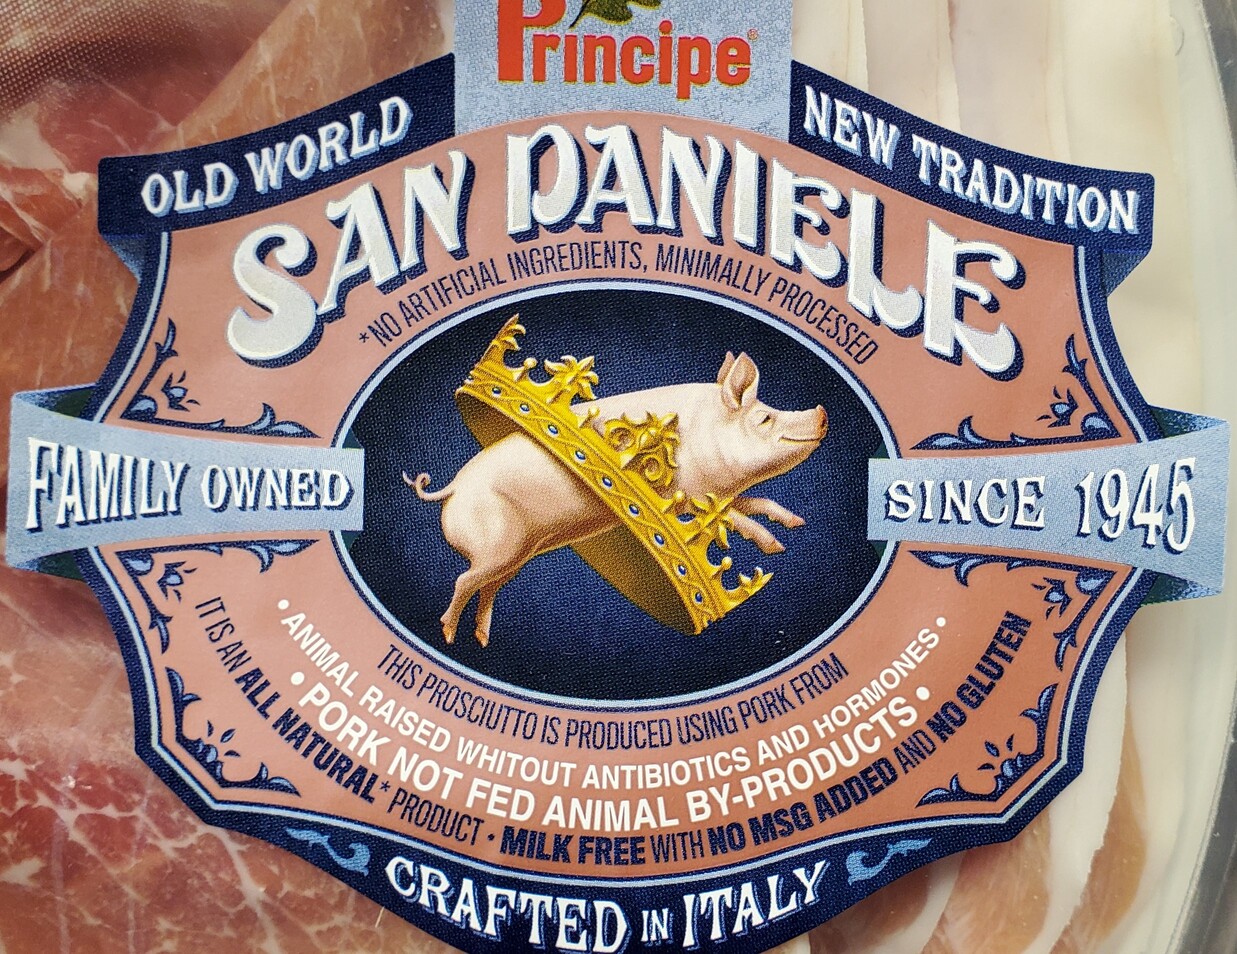 Principe®
OLD WORLD
NEW TRADITION
SAN DANIELE
*NO ARTIFICIAL INGREDIENTS, MINIMALLY PROCESSED
FAMILY OWNED
SINCE 1945
THIS PROSCIUTTO IS PRODUCED USING PORK FROM
• ANIMAL RAISED WHITOUT ANTIBIOTICS AND HORMONES •
• PORK NOT FED ANIMAL BY-PRODUCTS •
IT IS AN ALL NATURAL* PRODUCT • MILK FREE WITH NO MSG ADDED AND NO GLUTEN
CRAFTED IN ITALY